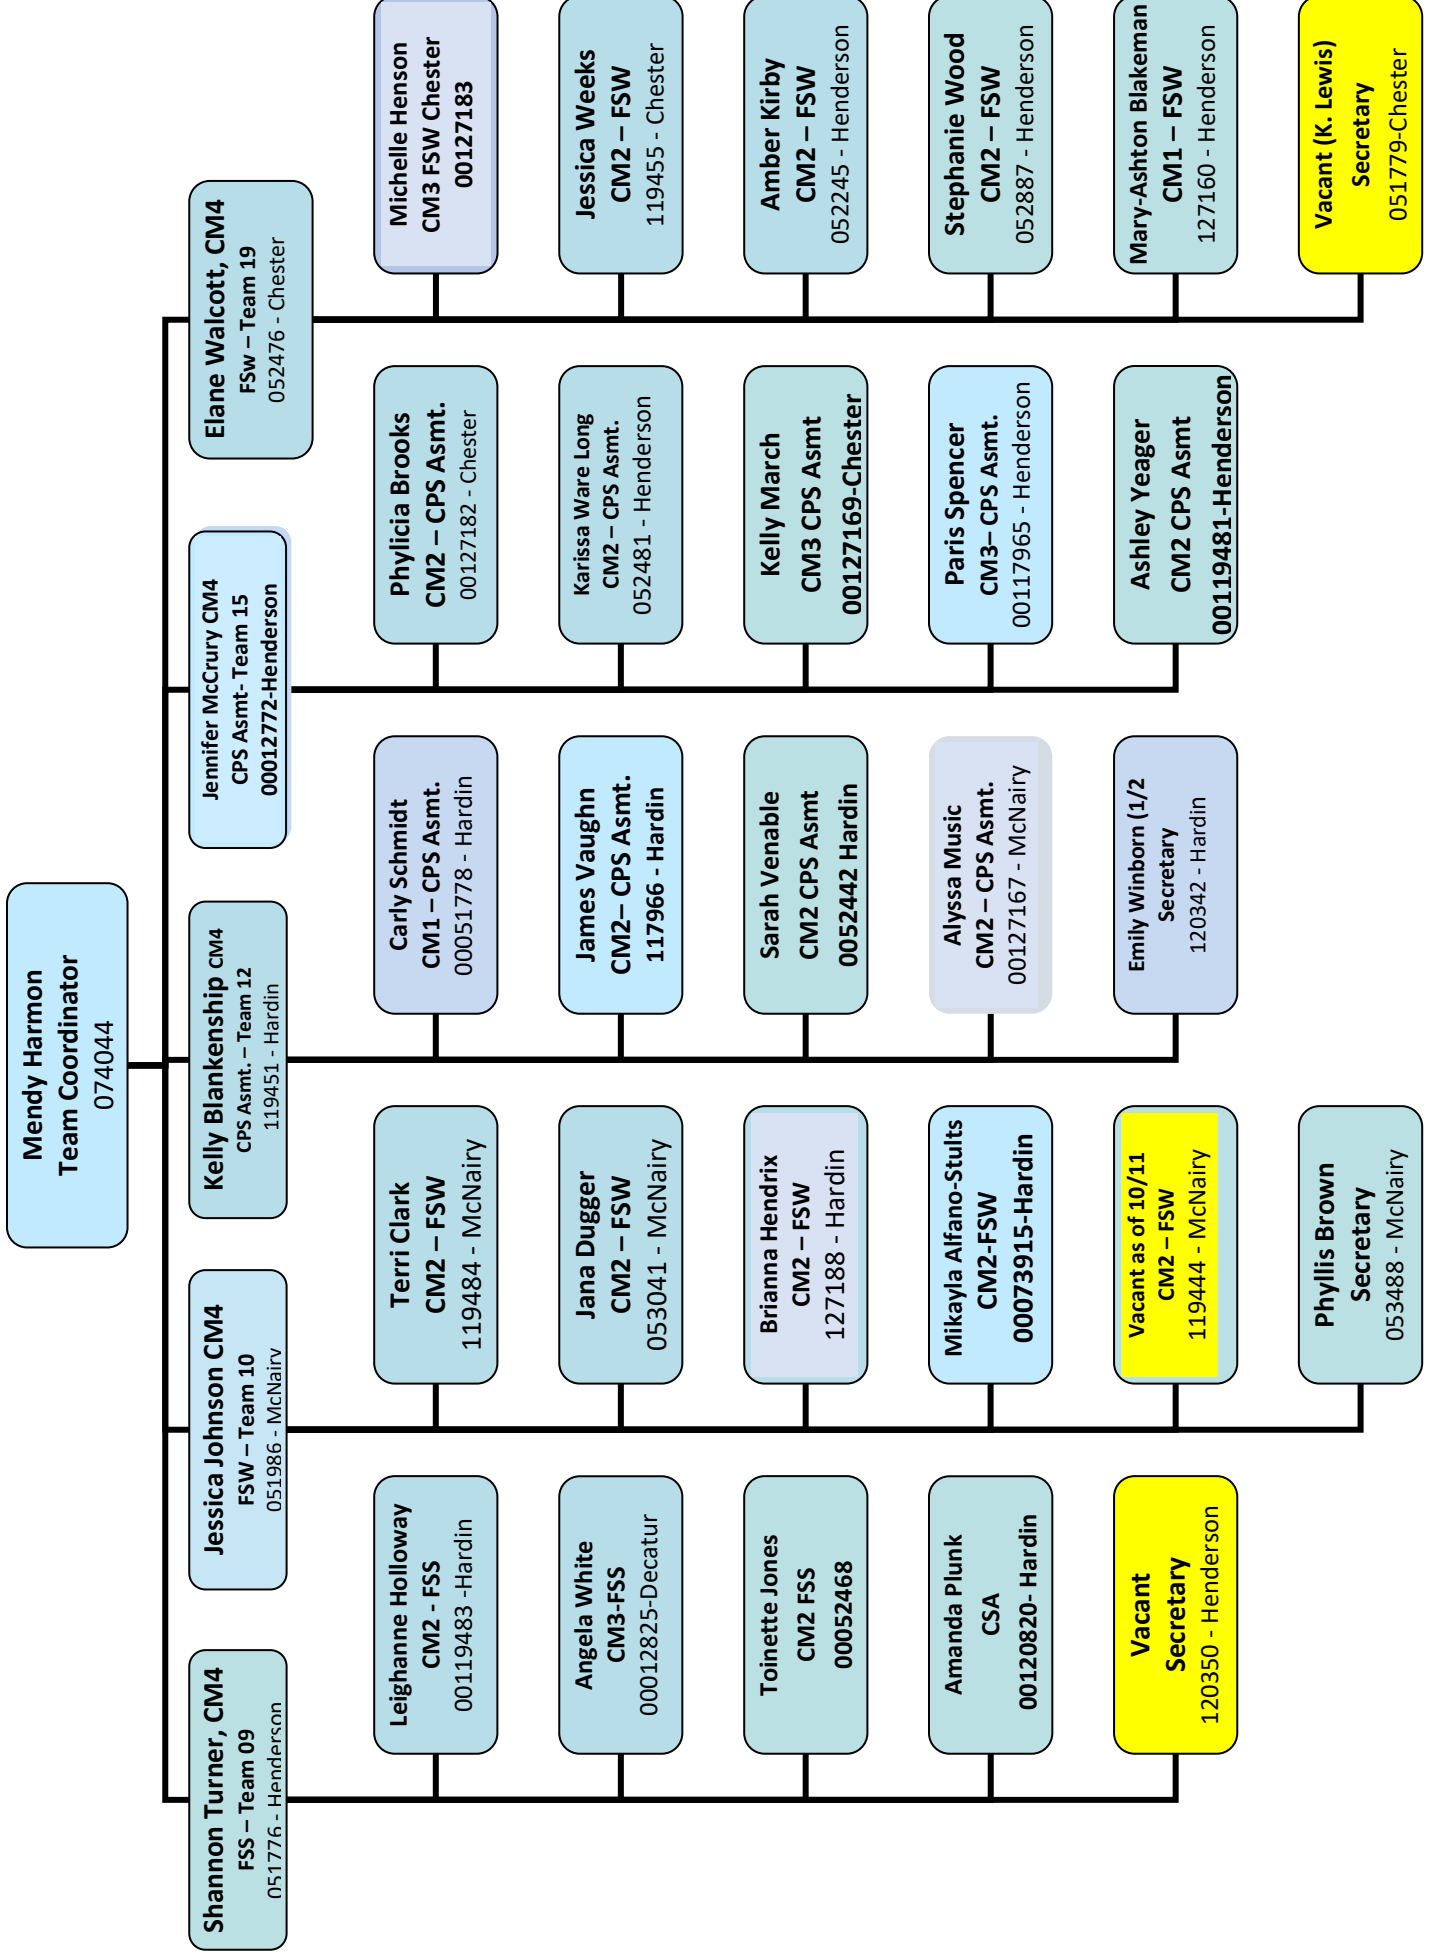 Mendy Harmon
Team Coordinator
074044
Shannon Turner, CM4
FSS – Team 09
051776 - Henderson
Leighanne Holloway
CM2 - FSS
00119483 -Hardin
Angela White
CM3-FSS
00012825-Decatur
Toinette Jones
CM2 FSS
00052468
Amanda Plunk
CSA
00120820- Hardin
Vacant
Secretary
120350 - Henderson
Jessica Johnson CM4
FSW – Team 10
051986 - McNairy
Terri Clark
CM2 – FSW
119484 - McNairy
Jana Dugger
CM2 – FSW
053041 - McNairy
Brianna Hendrix
CM2 – FSW
127188 - Hardin
Mikayla Alfano-Stults
CM2-FSW
00073915-Hardin
Vacant as of 10/11
CM2 – FSW
119444 - McNairy
Phyllis Brown
Secretary
053488 - McNairy
Kelly Blankenship CM4
CPS Asmt. – Team 12
119451 - Hardin
Carly Schmidt
CM1 – CPS Asmt.
00051778 - Hardin
James Vaughn
CM2– CPS Asmt.
117966 - Hardin
Sarah Venable
CM2 CPS Asmt
0052442 Hardin
Alyssa Music
CM2 – CPS Asmt.
00127167 - McNairy
Emily Winborn (1/2
Secretary
120342 - Hardin
Jennifer McCrury CM4
CPS Asmt- Team 15
00012772-Henderson
Phylicia Brooks
CM2 – CPS Asmt.
00127182 - Chester
Karissa Ware Long
CM2 – CPS Asmt.
052481 - Henderson
Kelly March
CM3 CPS Asmt
00127169-Chester
Paris Spencer
CM3– CPS Asmt.
00117965 - Henderson
Ashley Yeager
CM2 CPS Asmt
00119481-Henderson
Elane Walcott, CM4
FSw – Team 19
052476 - Chester
Michelle Henson
CM3 FSW Chester
00127183
Jessica Weeks
CM2 – FSW
119455 - Chester
Amber Kirby
CM2 – FSW
052245 - Henderson
Stephanie Wood
CM2 – FSW
052887 - Henderson
Mary-Ashton Blakeman
CM1 – FSW
127160 - Henderson
Vacant (K. Lewis)
Secretary
051779-Chester